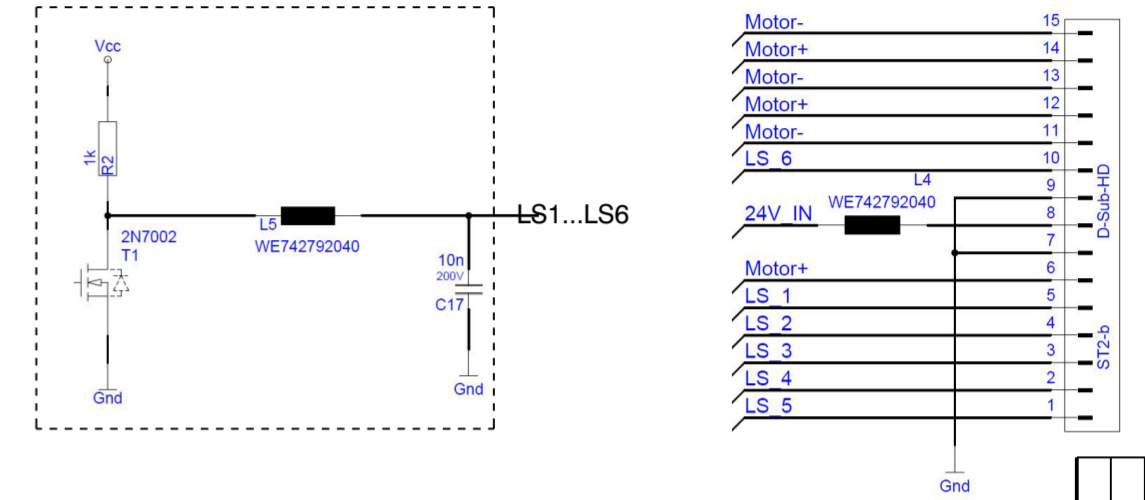 Vcc
1k
R2
2N7002
T1
L5
WE742792040
LS1...LS6
10n
200V
C17
Gnd
Gnd
Motor- 15
Motor+ 14
Motor- 13
Motor+ 12
Motor- 11
LS_6 10
L4
9
WE742792040
24V_IN 8
7
Motor+ 6
LS_1 5
LS_2 4
LS_3 3
LS_4 2
LS_5 1
D-Sub-HD
ST2-b
Gnd